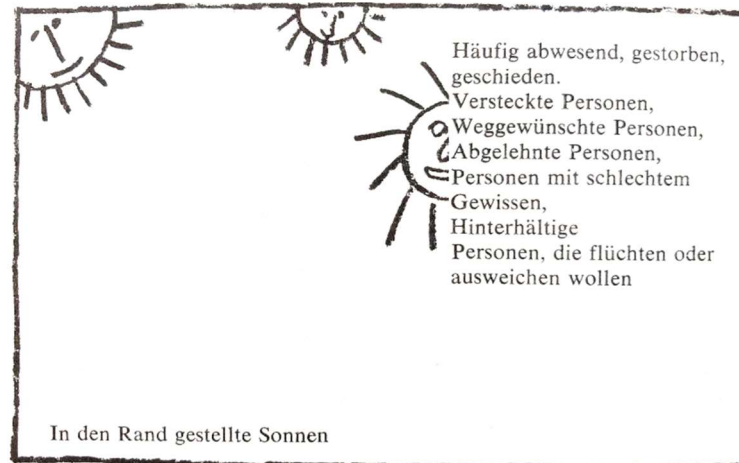 Häufig abwesend, gestorben,
geschieden.
Versteckte Personen,
Weggewünschte Personen,
Abgelehnte Personen,
Personen mit schlechtem
Gewissen,
Hinterhältige
Personen, die flüchten oder
ausweichen wollen
In den Rand gestellte Sonnen